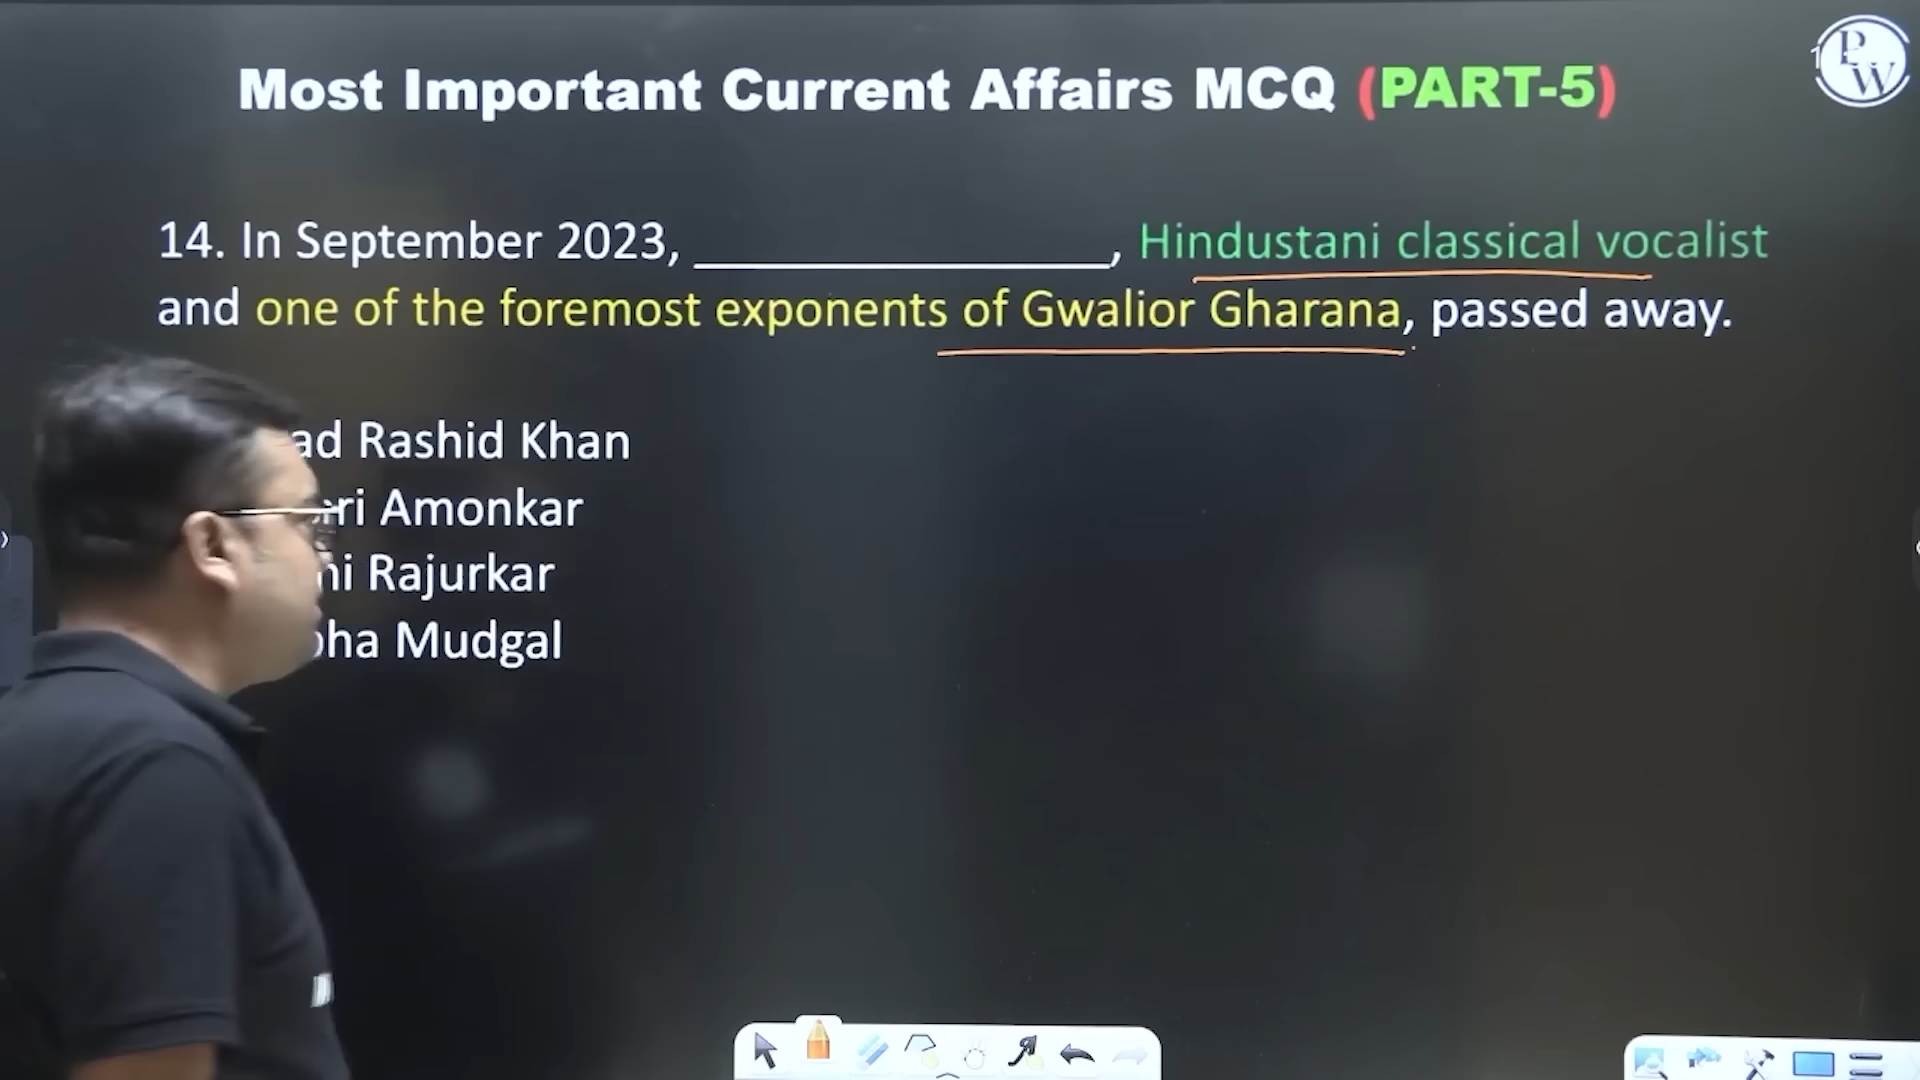 Most Important Current Affairs MCQ (PART-5)
PW
14. In September 2023, ________________, Hindustani classical vocalist
and one of the foremost exponents of Gwalior Gharana, passed away.
Rashid Khan
Amonkar
Rajurkar
Mudgal